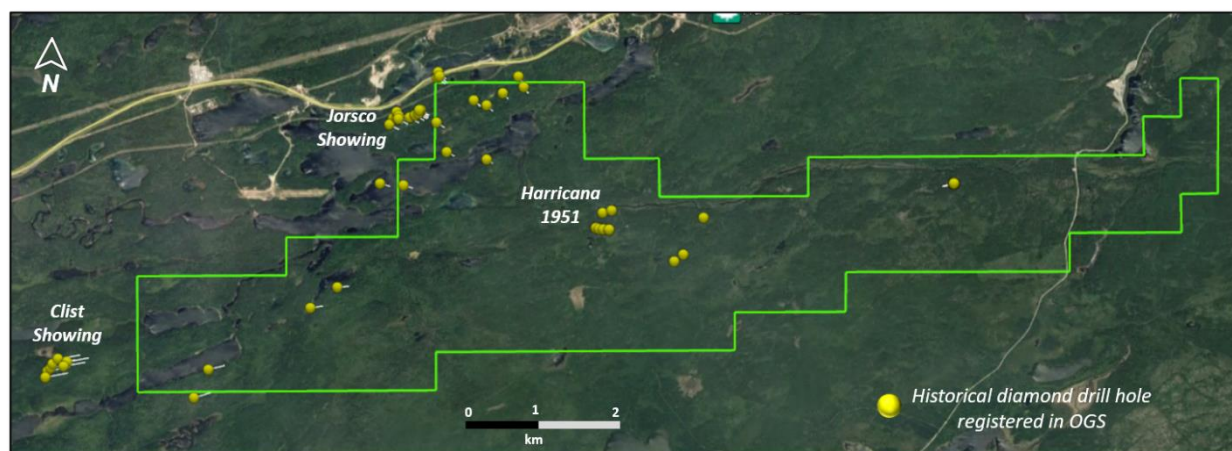 N
Jorsco
Showing
Harricana
1951
Clist
Showing
0 1 2
km
Historical diamond drill hole
registered in OGS